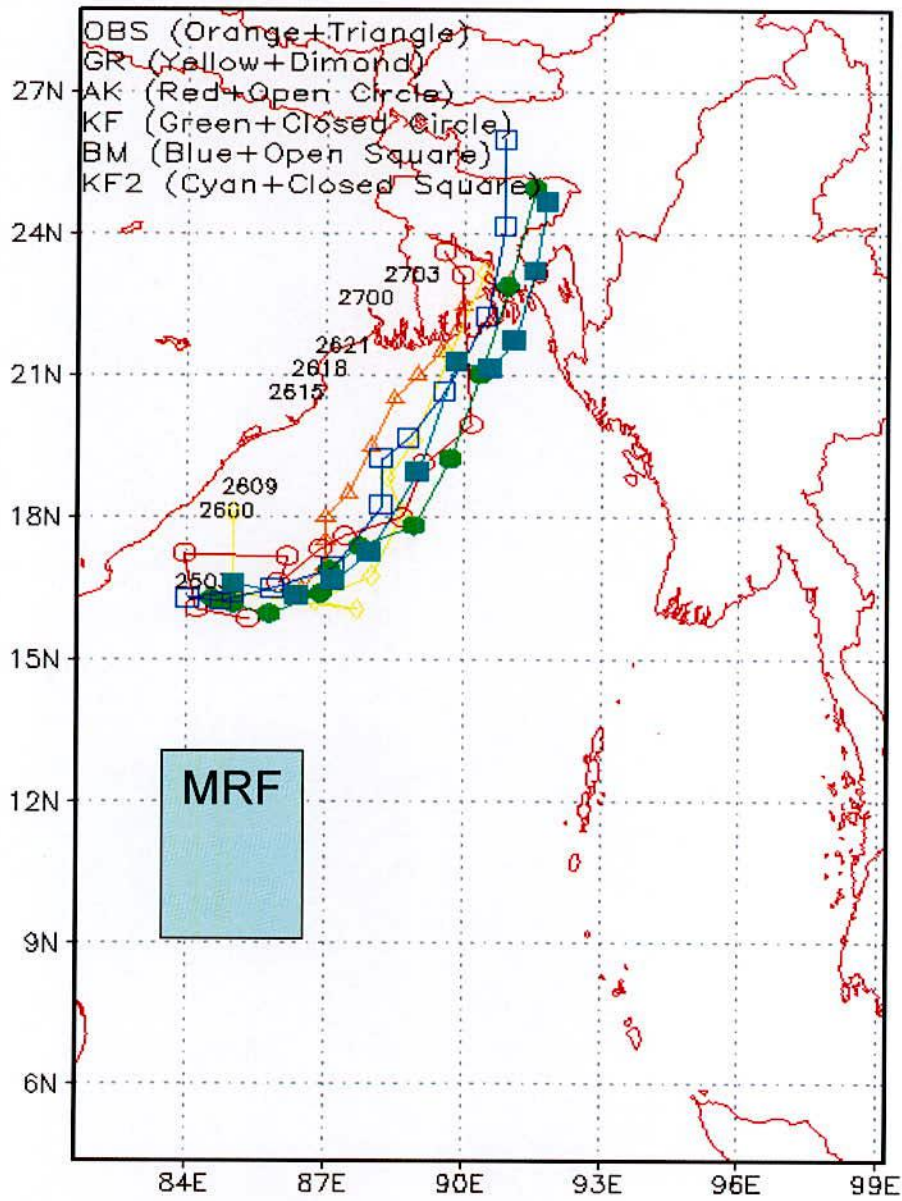 OBS (Orange+Triangle)
GR (Yellow+Dimond)
27N
AK (Red+Open Circle)
KF (Green+Closed Circle)
BM (Blue+Open Square)
KF2 (Cyan+Closed Square)
24N
2703
2700
2621
21N
2618
2615
2609
18N
2600
15N
MRF
12N
9N
6N
84E 87E 90E 93E 96E 99E